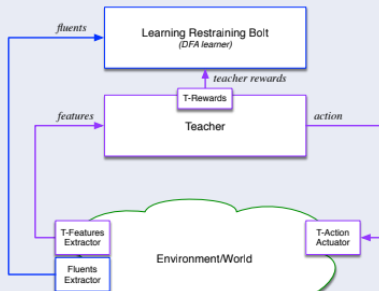 fluents
Learning Restraining Bolt
(DFA learner)
teacher rewards
T-Rewards
features
Teacher
action
T-Features
Extractor
Environment/World
T-Action
Actuator
Fluents
Extractor